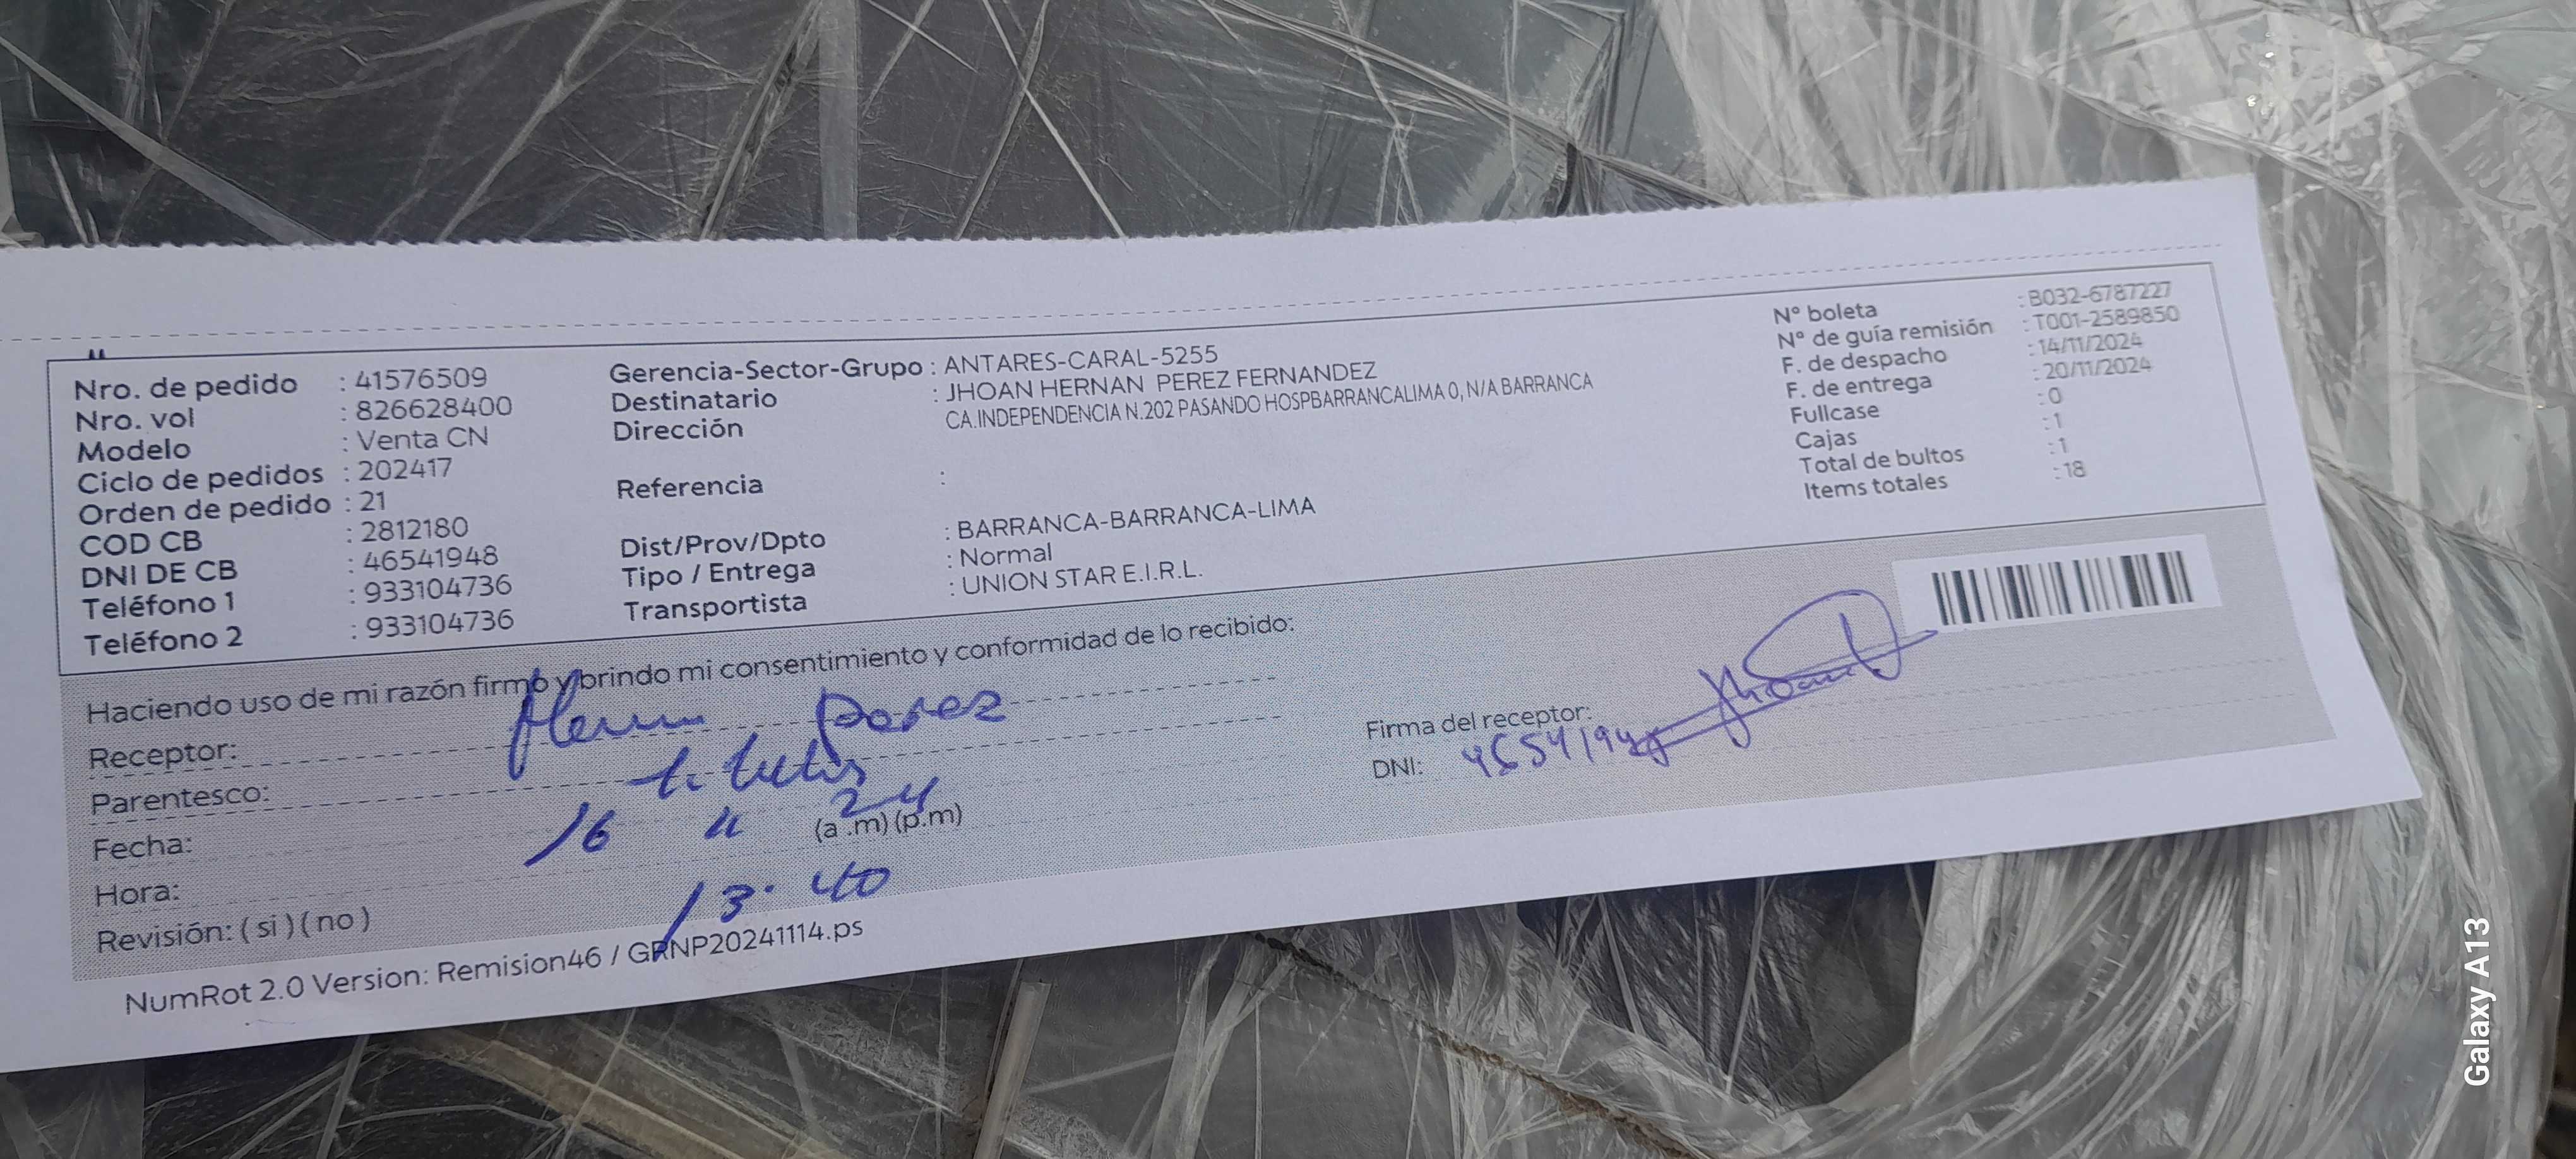 Nro. de pedido : 41576509
Nro. vol : 826628400
Modelo : Venta CN
Ciclo de pedidos : 202417
Orden de pedido : 21
COD CB : 2812180
DNI DE CB : 46541948
Teléfono 1 : 933104736
Teléfono 2 : 933104736
Gerencia-Sector-Grupo : ANTARES-CARAL-5255
Destinatario : JHOAN HERNAN PEREZ FERNANDEZ
Dirección CA.INDEPENDENCIA N.202 PASANDO HOSPBARRANCALIMA 0, N/A BARRANCA
Referencia :
Dist/Prov/Dpto : BARRANCA-BARRANCA-LIMA
Tipo / Entrega : Normal
Transportista : UNION STAR E.I.R.L.
N° boleta : B032-6787227
N° de guía remisión : T001-2589850
F. de despacho : 14/11/2024
F. de entrega : 20/11/2024
Fullcase : 0
Cajas : 1
Total de bultos : 1
Items totales : 18
Haciendo uso de mi razón firmo y brindo mi consentimiento y conformidad de lo recibido:
Receptor: Perez
Parentesco:
Fecha: 16 11 24
Hora: 13:40 (a .m) (p.m)
Revisión: ( si ) ( no )
Firma del receptor: Jhoan
DNI:
NumRot 2.0 Version: Remision46 / GRNP20241114.ps
Galaxy A13